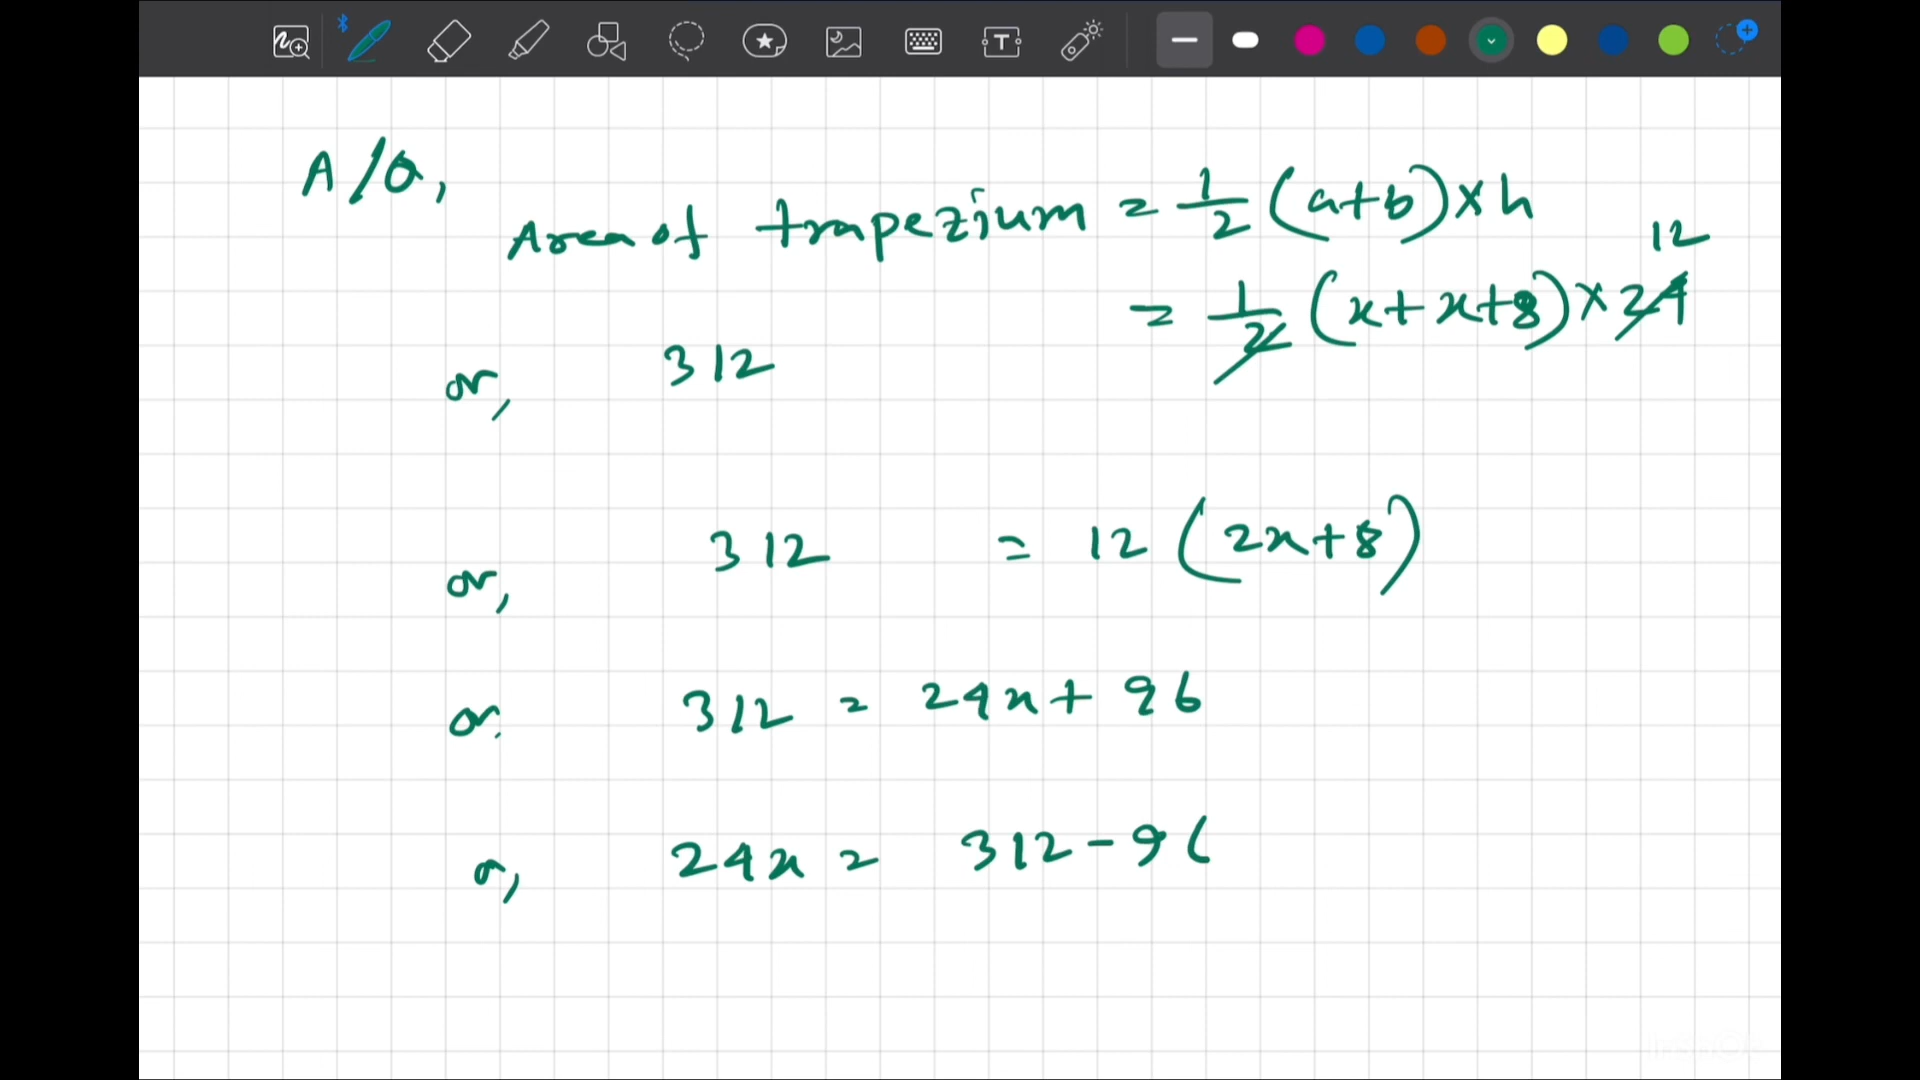 A/Q,
Area of trapezium = 1/2 (a+b)×h
12
= 1/2 (x+x+8)×24
or, 312
or, 312 = 12 (2x+8)
or, 312 = 24x + 96
or, 24x = 312 - 9(